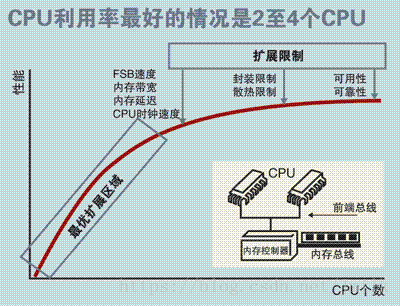 CPU利用率最好的情况是2至4个CPU
扩展限制
性能
FSB速度
内存带宽
内存延迟
CPU时钟速度
封装限制
散热限制
可用性
可靠性
最优扩展区域
CPU
前端总线
内存控制器
内存总线
https://blog.csdn.net
CPU个数